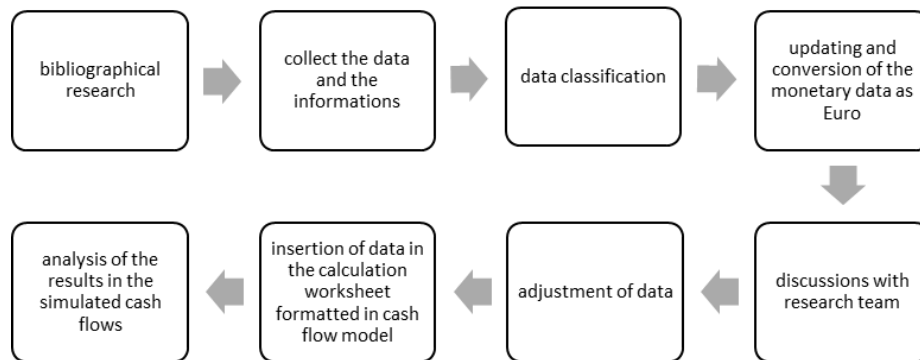 bibliographical
research
collect the data
and the
informations
data classification
updating and
conversion of the
monetary data as
Euro
discussions with
research team
adjustment of data
insertion of data in
the calculation
worksheet
formatted in cash
flow model
analysis of the
results in the
simulated cash
flows